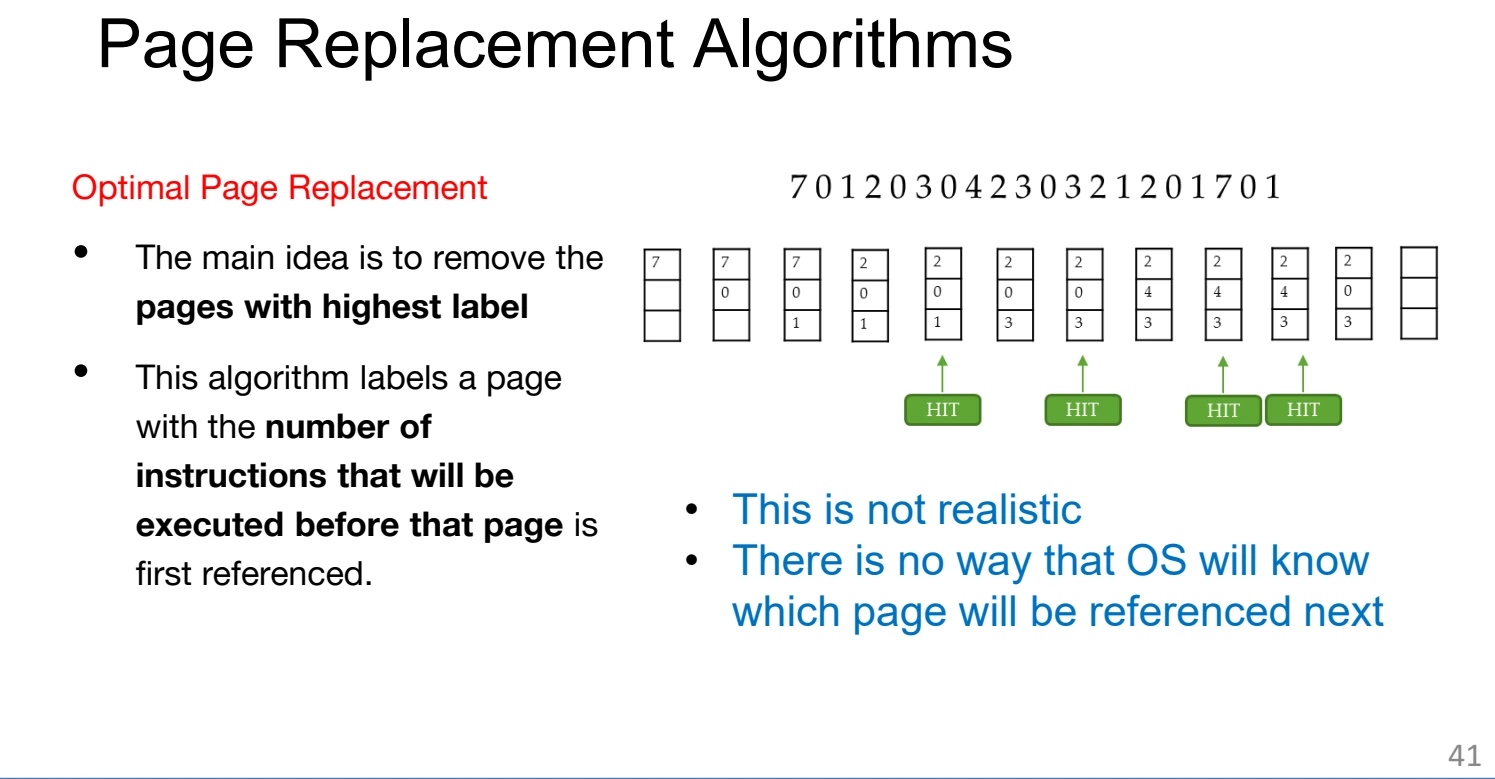 Page Replacement Algorithms
Optimal Page Replacement
• The main idea is to remove the
pages with highest label
• This algorithm labels a page
with the number of
instructions that will be
executed before that page is
first referenced.
7 0 1 2 0 3 0 4 2 3 0 3 2 1 2 0 1 7 0 1
7 7 7 2 2 2 2 2 2 2 2
0 0 0 0 0 0 4 4 4 0
1 1 1 3 3 3 3 3 3
HIT HIT HIT HIT
• This is not realistic
• There is no way that OS will know
which page will be referenced next
41